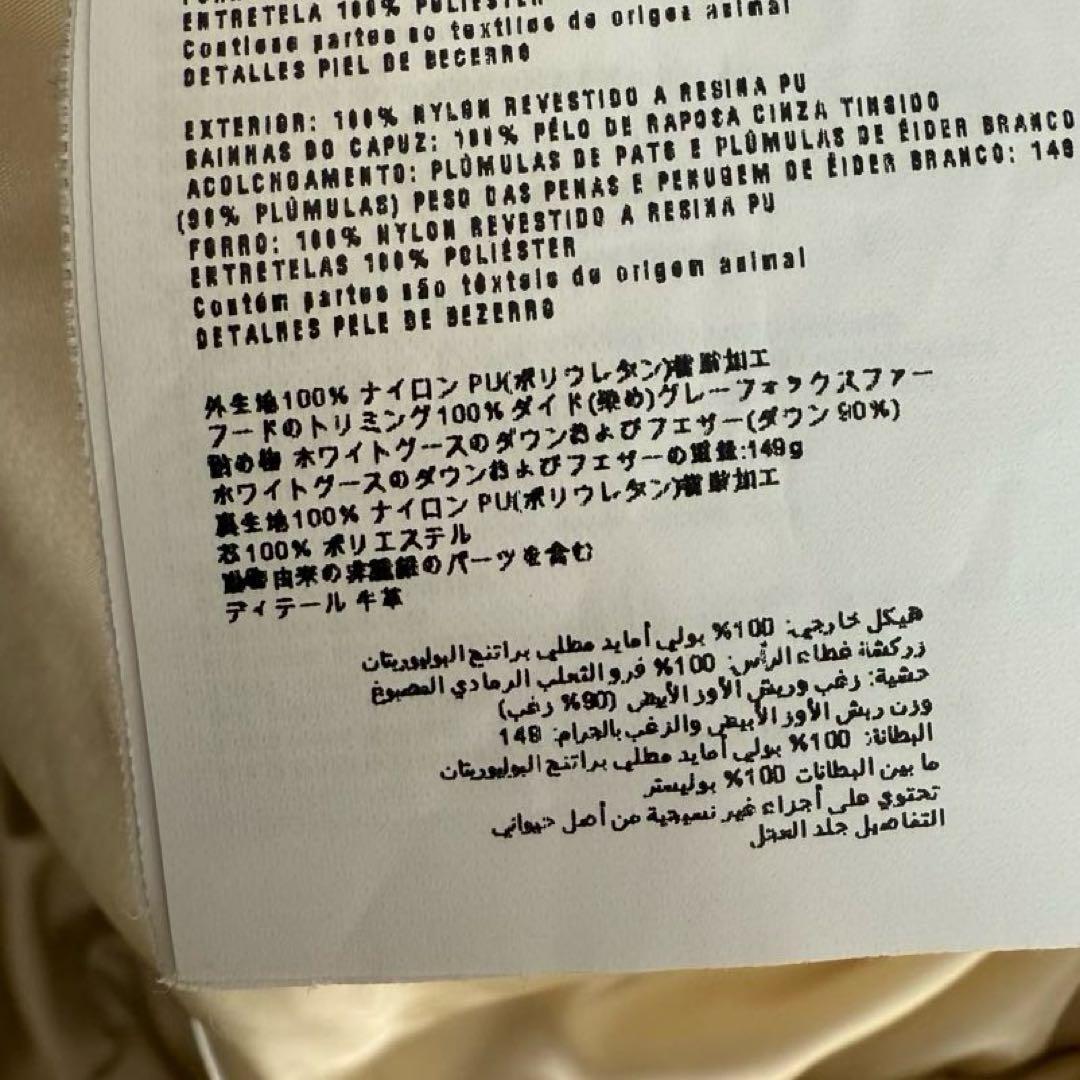 ENTRETELA 100% POLIÉSTER
Contiene partes no textiles de origen animal
DETALLES PIEL DE BECERRO
EXTERIOR: 100% NYLON REVESTIDO A RESINA PU
BAINHAS DO CAPUZ: 100% PÊLO DE RAPOSA CINZA TINGIDO
ACOLCHOAMENTO: PLÚMULAS DE PATO E PLÚMULAS DE ÉIDER BRANCO
(90% PLÚMULAS) PESO DAS PENAS E PENUGEM DE ÉIDER BRANCO: 149
FORRO: 100% NYLON REVESTIDO A RESINA PU
ENTRETELAS 100% POLIÉSTER
Contém partes não têxteis de origem animal
DETALHES PELE DE BEZERRO
外生地100% ナイロン PU(ポリウレタン)樹脂加工
フードのトリミング100% ダイド(染め)グレーフォックスファー
詰め物 ホワイトグースのダウンおよびフェザー(ダウン 90%)
ホワイトグースのダウンおよびフェザーの重量:149g
裏生地100% ナイロン PU(ポリウレタン)樹脂加工
芯100% ポリエステル
動物由来の非繊維のパーツを含む
ディテール 牛革
هيكل خارجي: 100% بولي أمايد مطلي براتنج البوليوريتان
زركشة غطاء الرأس: 100% فرو الثعلب الرمادي المصبوغ
حشية: رغب وريش الأوز الأبيض (90% رغب)
وزن ريش الأوز الأبيض والزغب بالجرام: 149
البطانة: 100% بولي أمايد مطلي براتنج البوليوريتان
ما بين البطانات 100% بوليستر
تحتوي على أجزاء غير نسيجية من أصل حيواني
التفاصيل جلد العجل